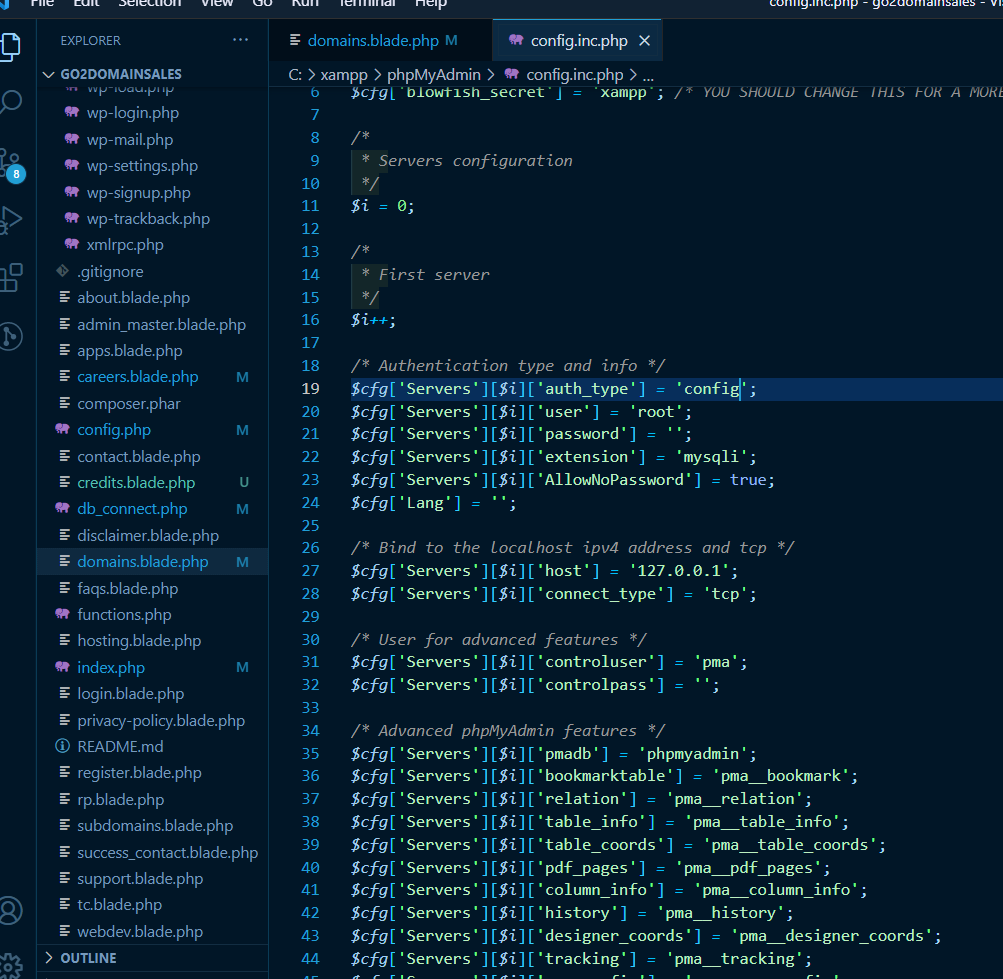 File Edit Selection View Go Run Terminal Help
config.inc.php - go2domainsales -
EXPLORER ...
GO2DOMAINSALES
wp-load.php
wp-login.php
wp-mail.php
wp-settings.php
wp-signup.php
wp-trackback.php
xmlrpc.php
.gitignore
about.blade.php
admin_master.blade.php
apps.blade.php
careers.blade.php M
composer.phar
config.php M
contact.blade.php
credits.blade.php U
db_connect.php M
disclaimer.blade.php
domains.blade.php M
faqs.blade.php
functions.php
hosting.blade.php
index.php M
login.blade.php
privacy-policy.blade.php
README.md
register.blade.php
rp.blade.php
subdomains.blade.php
success_contact.blade.php
support.blade.php
tc.blade.php
webdev.blade.php
OUTLINE
8
domains.blade.php M
config.inc.php ×
C: > xampp > phpMyAdmin > config.inc.php > ...
6 $cfg['blowfish_secret'] = 'xampp'; /* YOU SHOULD CHANGE THIS FOR A MORE
7
8 /*
9 * Servers configuration
10 */
11 $i = 0;
12
13 /*
14 * First server
15 */
16 $i++;
17
18 /* Authentication type and info */
19 $cfg['Servers'][$i]['auth_type'] = 'config';
20 $cfg['Servers'][$i]['user'] = 'root';
21 $cfg['Servers'][$i]['password'] = '';
22 $cfg['Servers'][$i]['extension'] = 'mysqli';
23 $cfg['Servers'][$i]['AllowNoPassword'] = true;
24 $cfg['Lang'] = '';
25
26 /* Bind to the localhost ipv4 address and tcp */
27 $cfg['Servers'][$i]['host'] = '127.0.0.1';
28 $cfg['Servers'][$i]['connect_type'] = 'tcp';
29
30 /* User for advanced features */
31 $cfg['Servers'][$i]['controluser'] = 'pma';
32 $cfg['Servers'][$i]['controlpass'] = '';
33
34 /* Advanced phpMyAdmin features */
35 $cfg['Servers'][$i]['pmadb'] = 'phpmyadmin';
36 $cfg['Servers'][$i]['bookmarktable'] = 'pma__bookmark';
37 $cfg['Servers'][$i]['relation'] = 'pma__relation';
38 $cfg['Servers'][$i]['table_info'] = 'pma__table_info';
39 $cfg['Servers'][$i]['table_coords'] = 'pma__table_coords';
40 $cfg['Servers'][$i]['pdf_pages'] = 'pma__pdf_pages';
41 $cfg['Servers'][$i]['column_info'] = 'pma__column_info';
42 $cfg['Servers'][$i]['history'] = 'pma__history';
43 $cfg['Servers'][$i]['designer_coords'] = 'pma__designer_coords';
44 $cfg['Servers'][$i]['tracking'] = 'pma__tracking';